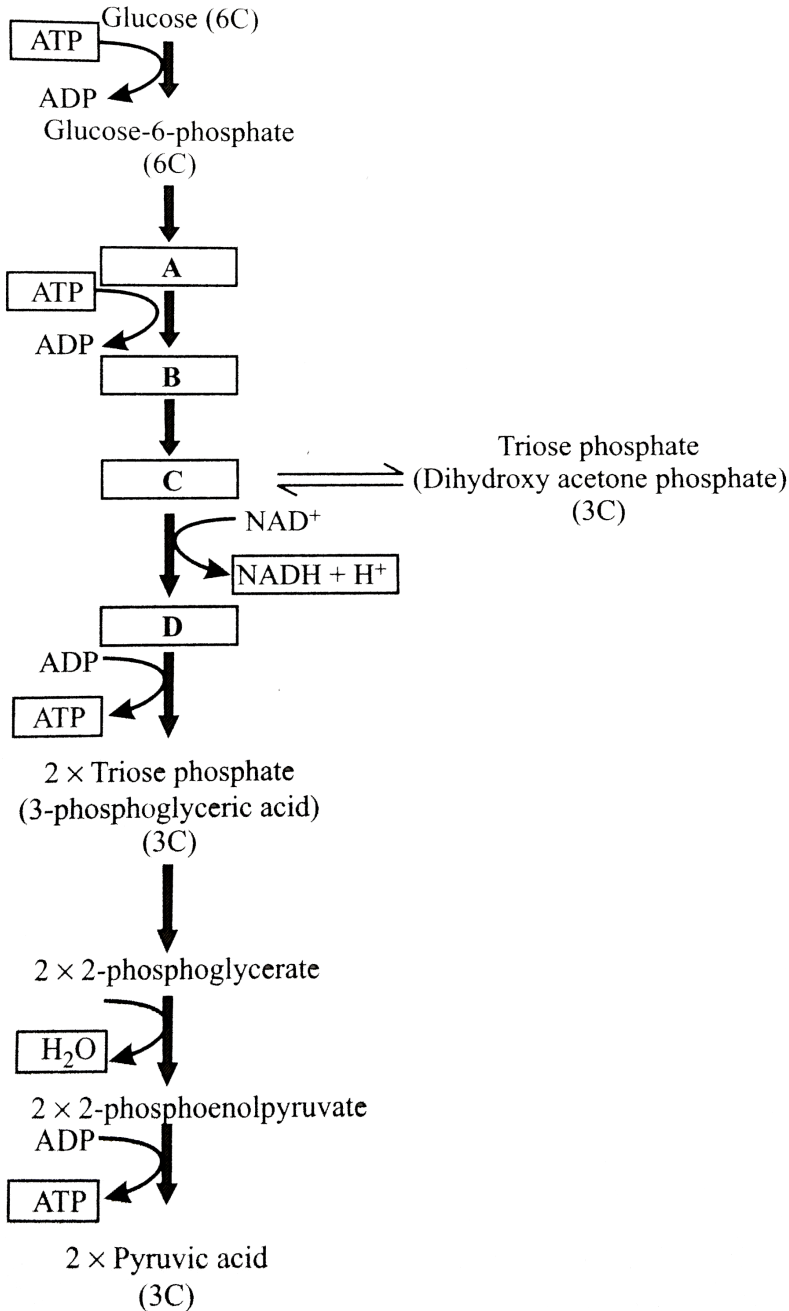 Glucose (6C)
ATP
ADP
Glucose-6-phosphate
(6C)
A
ATP
ADP
B
C
Triose phosphate
(Dihydroxy acetone phosphate)
(3C)
NAD⁺
NADH + H⁺
D
ADP
ATP
2 × Triose phosphate
(3-phosphoglyceric acid)
(3C)
2 × 2-phosphoglycerate
H₂O
2 × 2-phosphoenolpyruvate
ADP
ATP
2 × Pyruvic acid
(3C)